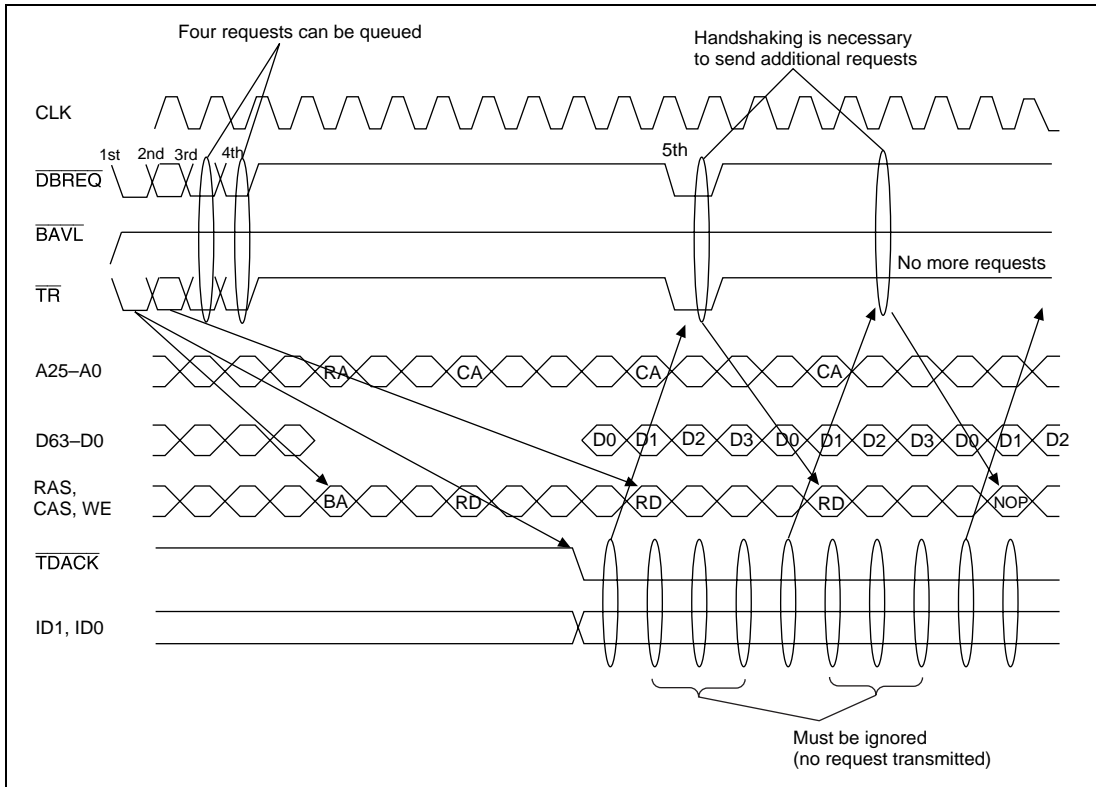 Four requests can be queued
Handshaking is necessary
to send additional requests
CLK
1st 2nd 3rd 4th 5th
DBREQ
BAVL
No more requests
TR
A25–A0 RA CA CA CA
D63–D0 D0 D1 D2 D3 D0 D1 D2 D3 D0 D1 D2
RAS,
CAS, WE BA RD RD RD NOP
TDACK
ID1, ID0
Must be ignored
(no request transmitted)